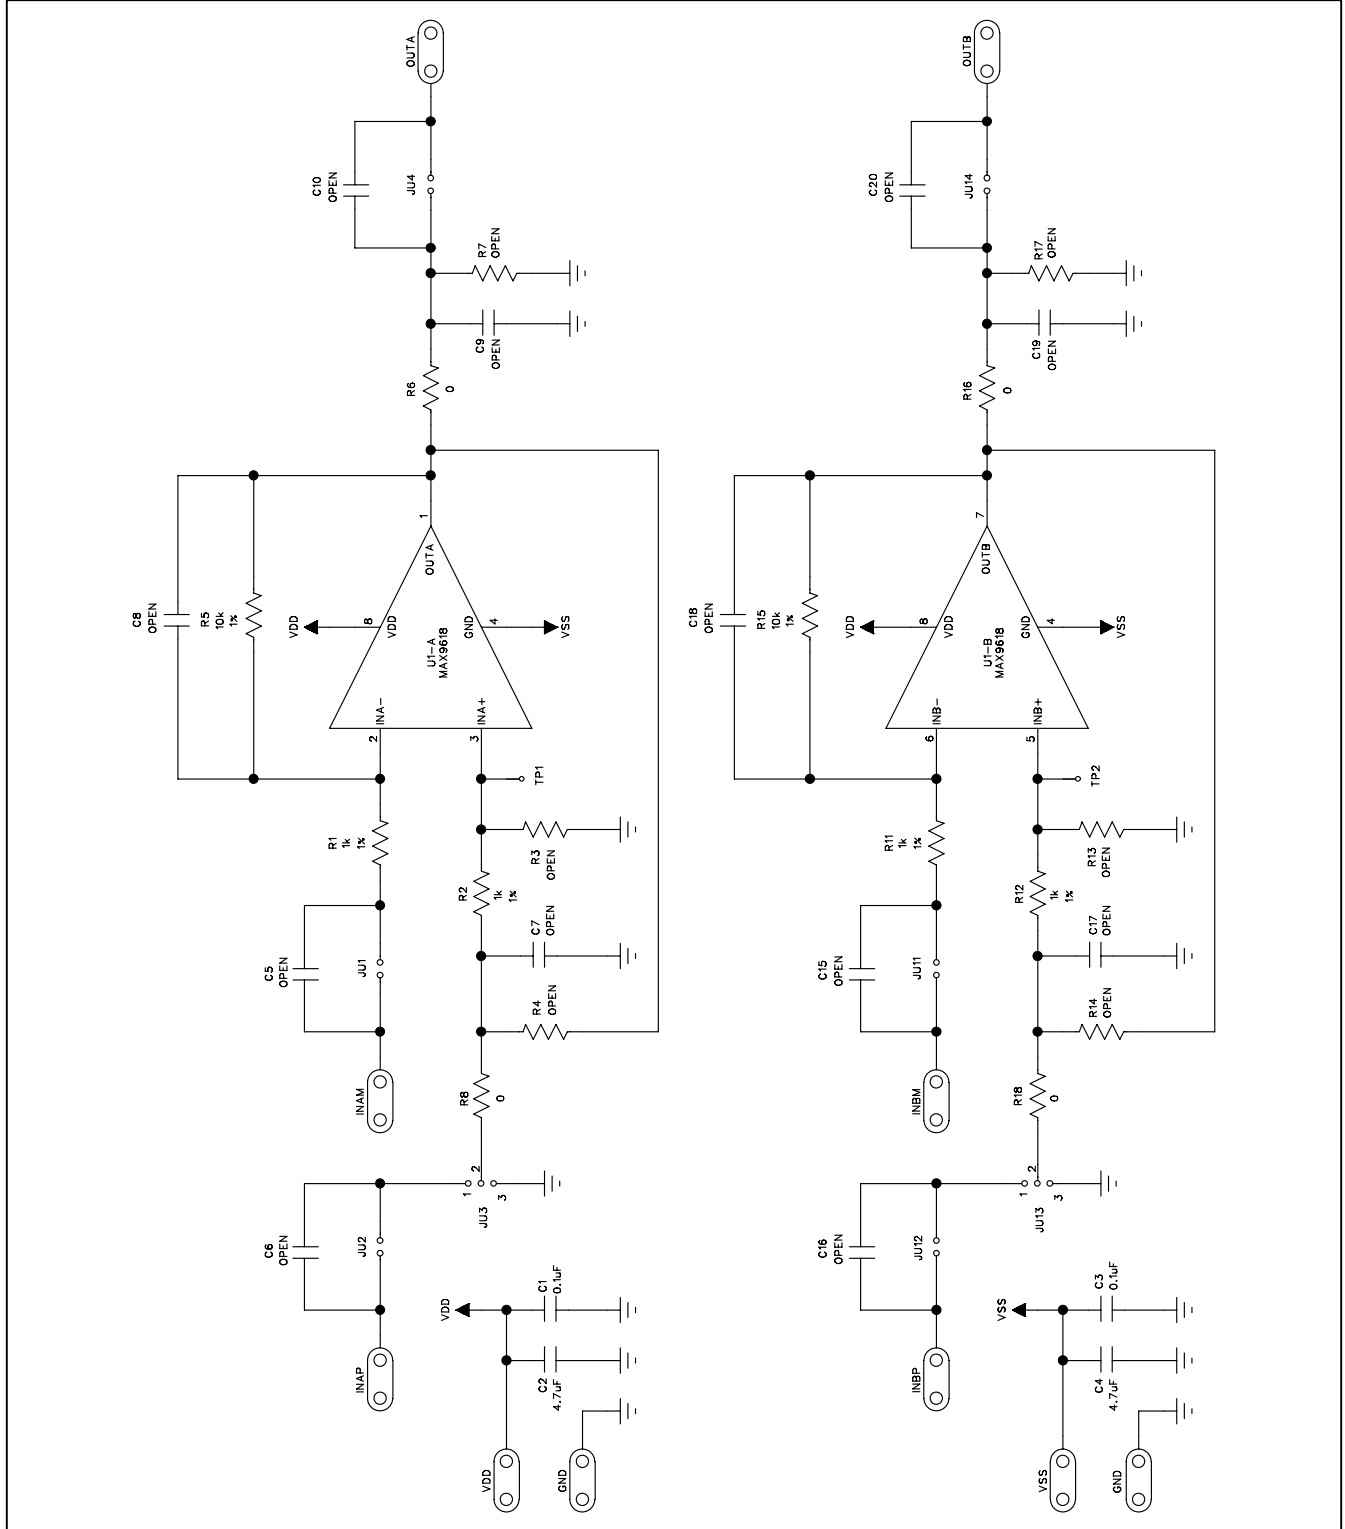 OUTA
C10
OPEN
JU4
R7
OPEN
C9
OPEN
R6
0
C8
OPEN
R5
10k
1%
1
OUTA
VDD
8
VDD
GND
4
VSS
U1-A
MAX9618
INA-
INA+
2
3
TP1
R1
1k
1%
R3
OPEN
R2
1k
1%
C5
OPEN
JU1
C7
OPEN
R4
OPEN
INAM
R8
0
C6
OPEN
JU2
1
2
3
JU3
INAP
VDD
C1
0.1uF
C2
4.7uF
VDD
GND
OUTB
C20
OPEN
JU14
R17
OPEN
C19
OPEN
R16
0
C18
OPEN
R15
10k
1%
7
OUTB
VDD
8
VDD
GND
4
VSS
U1-B
MAX9618
INB-
INB+
6
5
TP2
R11
1k
1%
R13
OPEN
R12
1k
1%
C15
OPEN
JU11
C17
OPEN
R14
OPEN
INBM
R18
0
C16
OPEN
JU12
1
2
3
JU13
INBP
VSS
C3
0.1uF
C4
4.7uF
VSS
GND